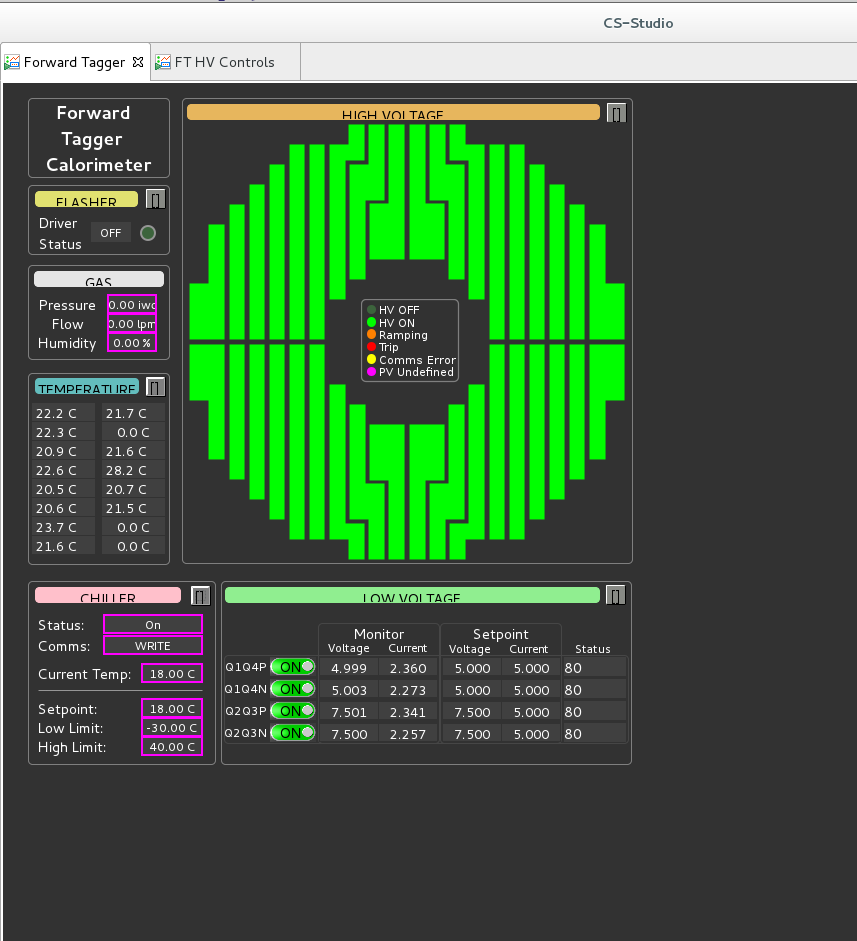 CS-Studio
Forward Tagger
FT HV Controls
Forward
Tagger
Calorimeter
HIGH VOLTAGE
FLASHER
Driver
Status
OFF
GAS
Pressure 0.00 iwc
Flow 0.00 lpm
Humidity 0.00 %
HV OFF
HV ON
Ramping
Trip
Comms Error
PV Undefined
TEMPERATURE
22.2 C 21.7 C
22.3 C 0.0 C
20.9 C 21.6 C
22.6 C 28.2 C
20.5 C 20.7 C
20.6 C 21.5 C
23.7 C 0.0 C
21.6 C 0.0 C
CHILLER
Status: On
Comms: WRITE
Current Temp: 18.00 C
Setpoint: 18.00 C
Low Limit: -30.00 C
High Limit: 40.00 C
LOW VOLTAGE
Monitor Setpoint
Voltage Current Voltage Current Status
Q1Q4P ON 4.999 2.360 5.000 5.000 80
Q1Q4N ON 5.003 2.273 5.000 5.000 80
Q2Q3P ON 7.501 2.341 7.500 5.000 80
Q2Q3N ON 7.500 2.257 7.500 5.000 80